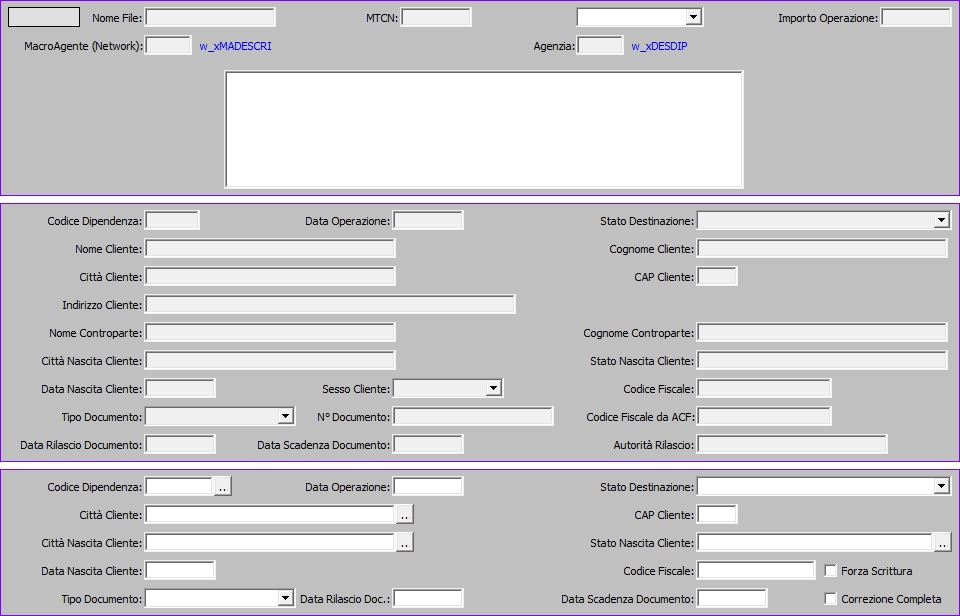 Nome File: MTCN: Importo Operazione:
MacroAgente (Network): w_xMADESCRI Agenzia: w_xDESDIP
Codice Dipendenza: Data Operazione: Stato Destinazione:
Nome Cliente: Cognome Cliente:
Città Cliente: CAP Cliente:
Indirizzo Cliente:
Nome Controparte: Cognome Controparte:
Città Nascita Cliente: Stato Nascita Cliente:
Data Nascita Cliente: Sesso Cliente: Codice Fiscale:
Tipo Documento: N° Documento: Codice Fiscale da ACF:
Data Rilascio Documento: Data Scadenza Documento: Autorità Rilascio:
Codice Dipendenza: .. Data Operazione: Stato Destinazione:
Città Cliente: .. CAP Cliente:
Città Nascita Cliente: .. Stato Nascita Cliente: ..
Data Nascita Cliente: Codice Fiscale: Forza Scrittura
Tipo Documento: Data Rilascio Doc.: Data Scadenza Documento: Correzione Completa